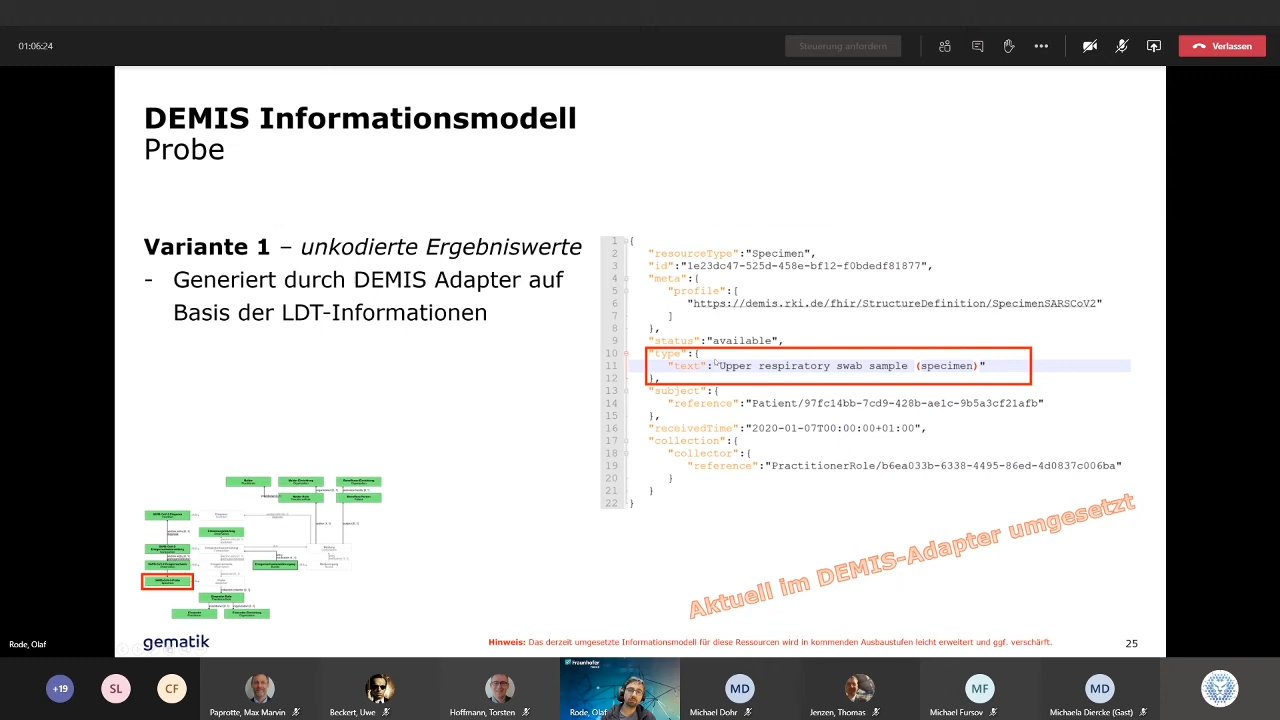 01:06:24
Steuerung anfordern
Verlassen
DEMIS Informationsmodell
Probe
Variante 1 – unkodierte Ergebniswerte
- Generiert durch DEMIS Adapter auf
Basis der LDT-Informationen
1 {
2 "resourceType":"Specimen",
3 "id":"1e23dc47-525d-458e-bf12-f0bdedf81877",
4 "meta":{
5 "profile":[
6 "https://demis.rki.de/fhir/StructureDefinition/SpecimenSARSCoV2"
7 ]
8 },
9 "status":"available",
10 "type":{
11 "text":"Upper respiratory swab sample (specimen)"
12 },
13 "subject":{
14 "reference":"Patient/97fc14bb-7cd9-428b-ae1c-9b5a3cf21afb"
15 },
16 "receivedTime":"2020-01-07T00:00:00+01:00",
17 "collection":{
18 "collector":{
19 "reference":"PractitionerRole/b6ea033b-6338-4495-86ed-4d0837c006ba"
20 }
21 }
22 }
Aktuell im DEMIS-Adapter umgesetzt
gematik
Hinweis: Das derzeit umgesetzte Informationsmodell für diese Ressourcen wird in kommenden Ausbaustufen leicht erweitert und ggf. verschärft.
25
Rode, Olaf
Fraunhofer
+19
SL
CF
MD
MF
MD
Paprotte, Max Marvin
Beckert, Uwe
Hoffmann, Torsten
Rode, Olaf
Michael Dohr
Jenzen, Thomas
Michael Fursov
Michaela Diercke (Gast)